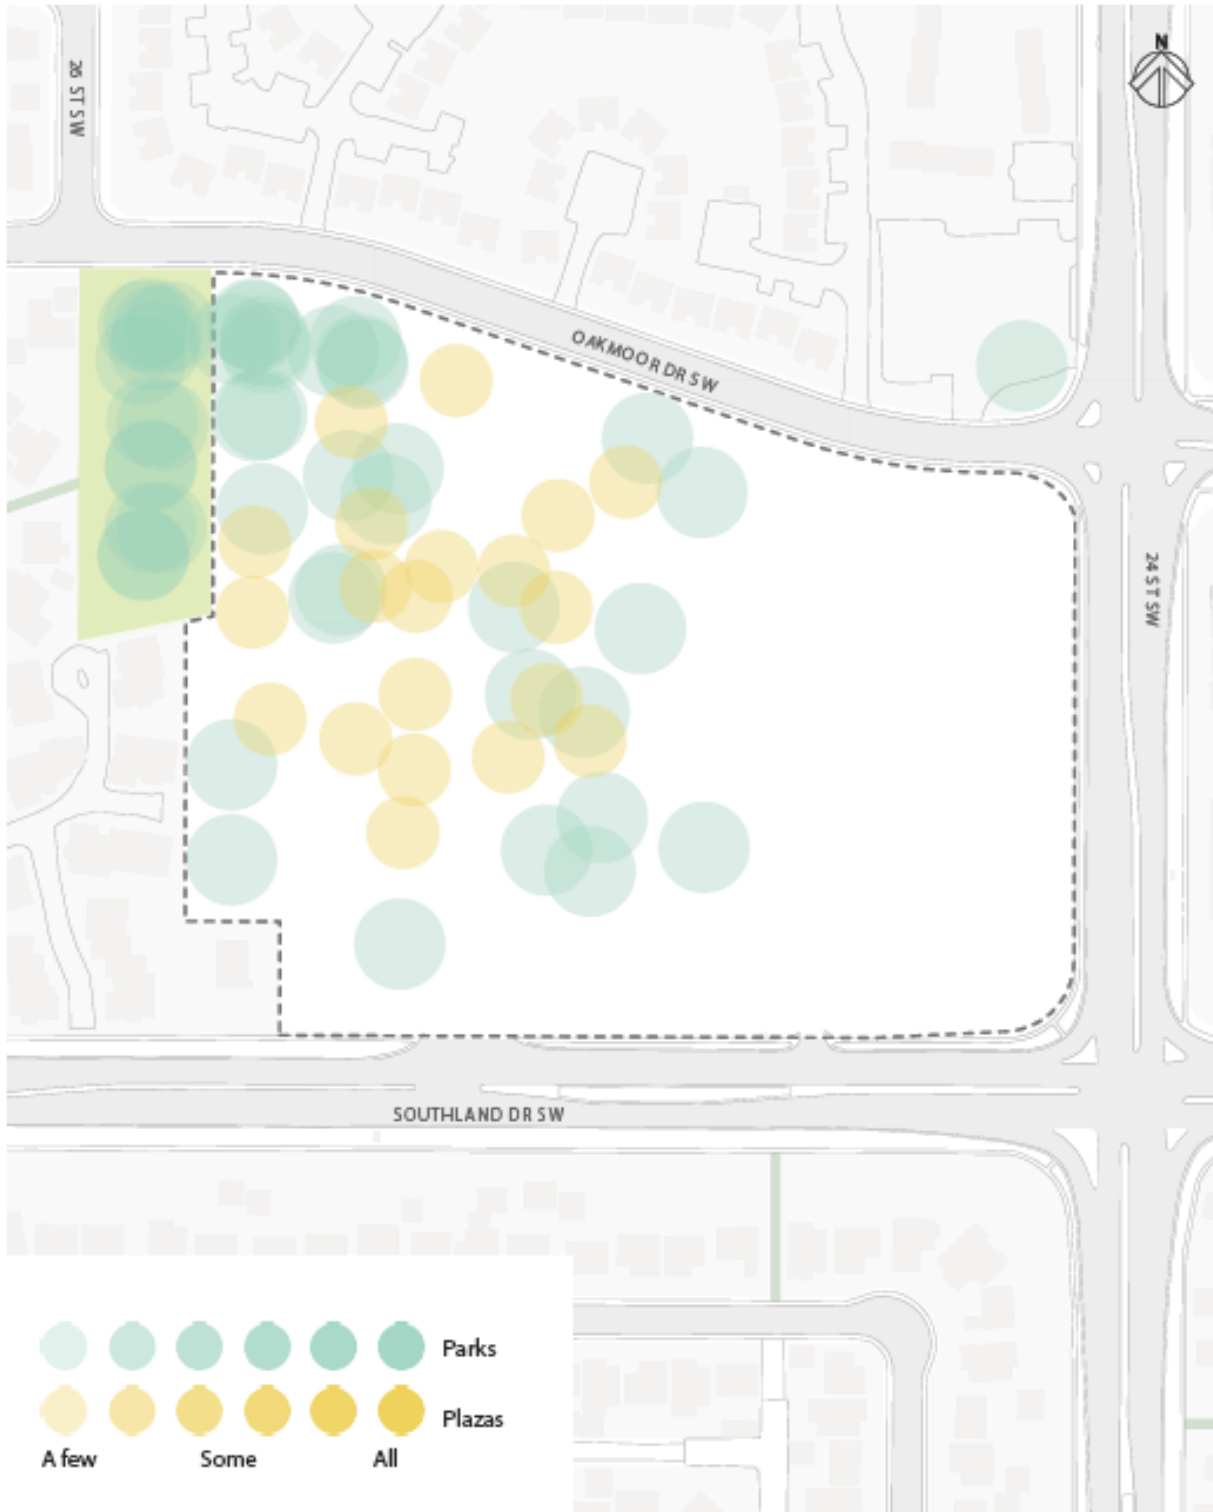 N
26 ST SW
OAKMOOR DR SW
24 ST SW
SOUTHLAND DR SW
Parks
Plazas
A few Some All